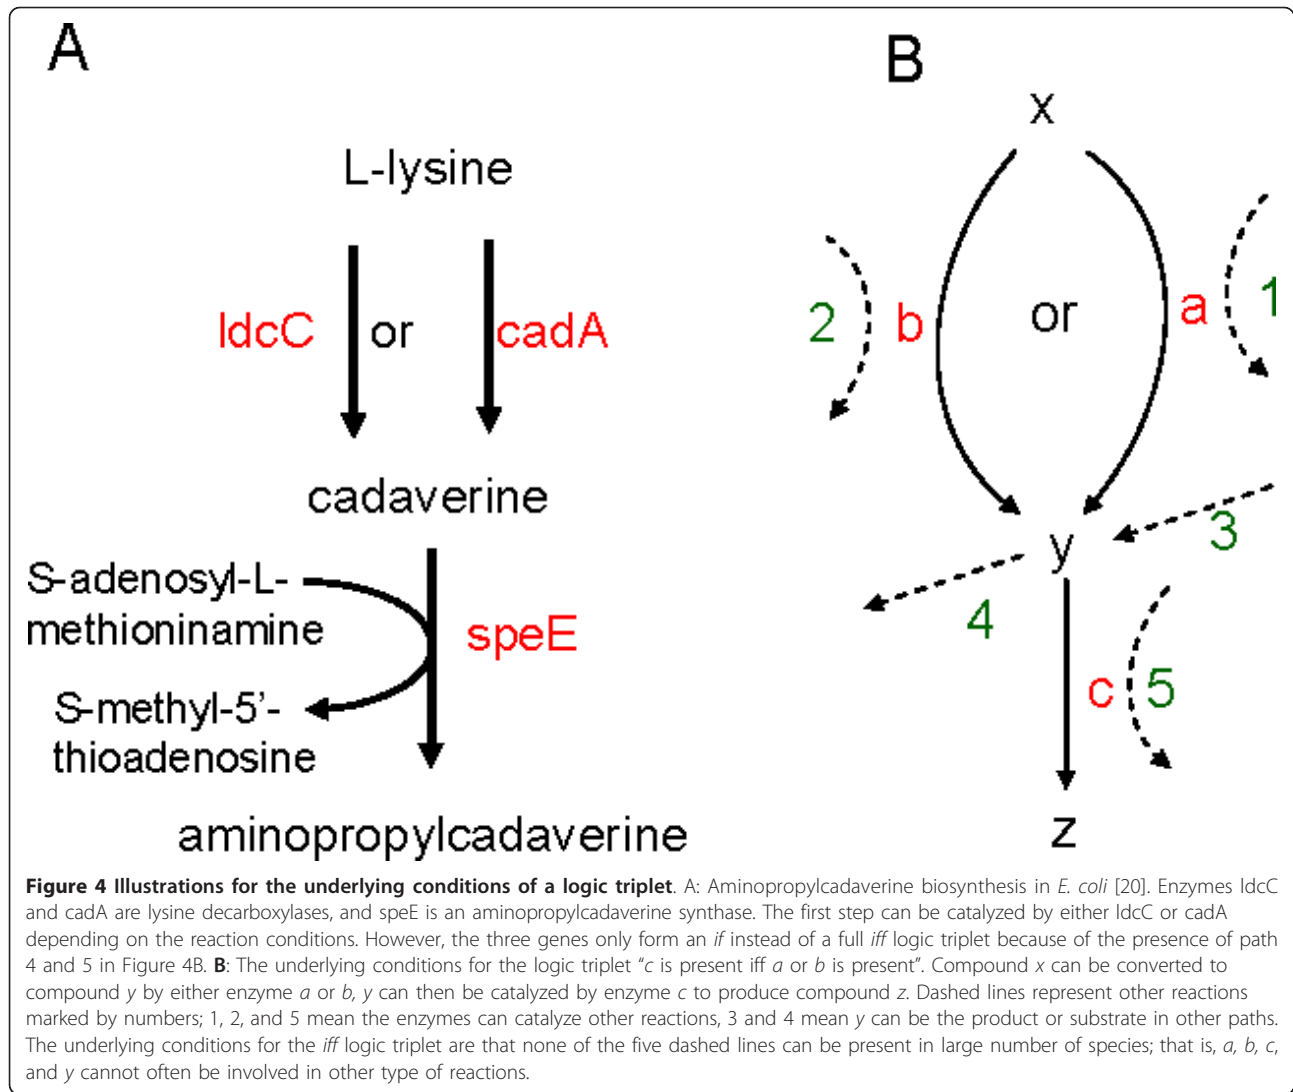 A
L-lysine
ldcC or cadA
cadaverine
S-adenosyl-L-
methioninamine
speE
S-methyl-5'-
thioadenosine
aminopropylcadaverine
B
x
2 b or a 1
y
3
4
c 5
z
Figure 4 Illustrations for the underlying conditions of a logic triplet. A: Aminopropylcadaverine biosynthesis in E. coli [20]. Enzymes ldcC
and cadA are lysine decarboxylases, and speE is an aminopropylcadaverine synthase. The first step can be catalyzed by either ldcC or cadA
depending on the reaction conditions. However, the three genes only form an if instead of a full iff logic triplet because of the presence of path
4 and 5 in Figure 4B. B: The underlying conditions for the logic triplet “c is present iff a or b is present”. Compound x can be converted to
compound y by either enzyme a or b, y can then be catalyzed by enzyme c to produce compound z. Dashed lines represent other reactions
marked by numbers; 1, 2, and 5 mean the enzymes can catalyze other reactions, 3 and 4 mean y can be the product or substrate in other paths.
The underlying conditions for the iff logic triplet are that none of the five dashed lines can be present in large number of species; that is, a, b, c,
and y cannot often be involved in other type of reactions.